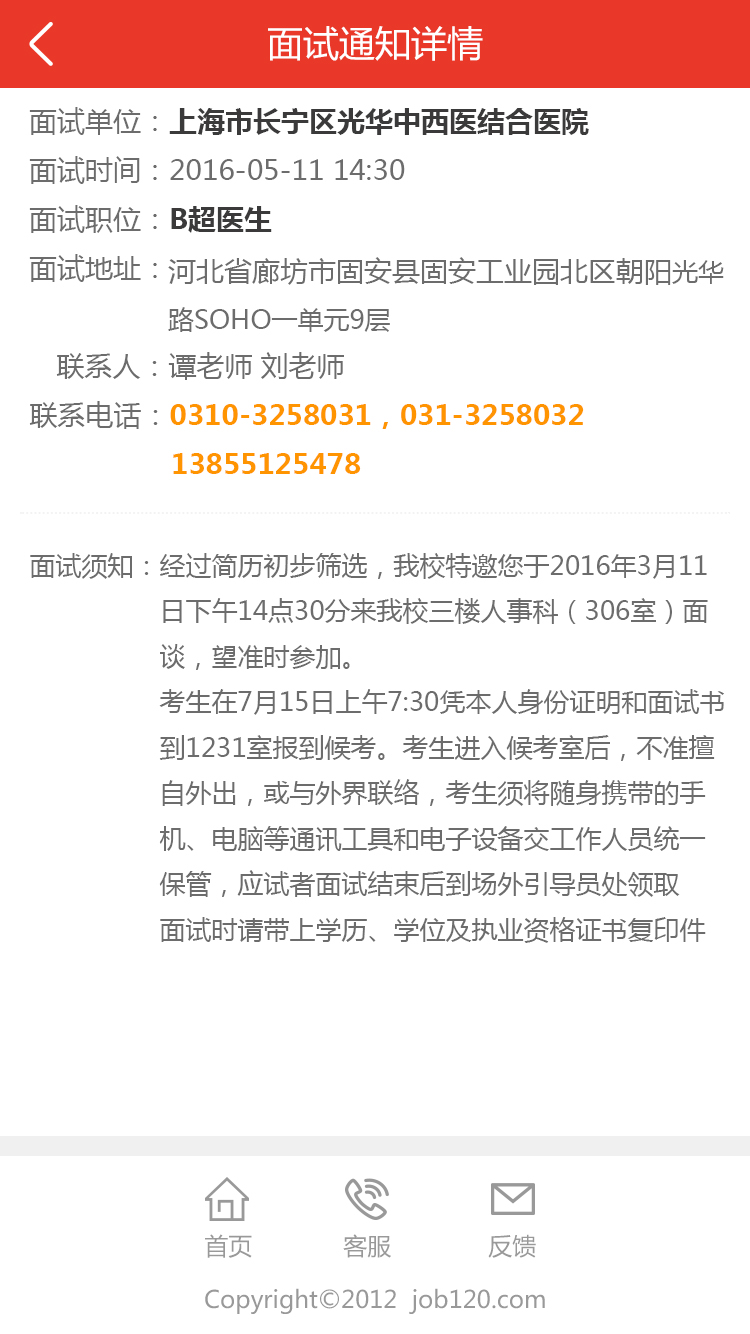 面试通知详情
面试单位：上海市长宁区光华中西医结合医院
面试时间：2016-05-11 14:30
面试职位：B超医生
面试地址：河北省廊坊市固安县固安工业园北区朝阳光华
路SOHO一单元9层
联系人：谭老师 刘老师
联系电话：0310-3258031，031-3258032
13855125478
面试须知：经过简历初步筛选，我校特邀您于2016年3月11
日下午14点30分来我校三楼人事科（306室）面
谈，望准时参加。
考生在7月15日上午7:30凭本人身份证明和面试书
到1231室报到候考。考生进入候考室后，不准擅
自外出，或与外界联络，考生须将随身携带的手
机、电脑等通讯工具和电子设备交工作人员统一
保管，应试者面试结束后到场外引导员处领取
面试时请带上学历、学位及执业资格证书复印件
首页 客服 反馈
Copyright©2012 job120.com